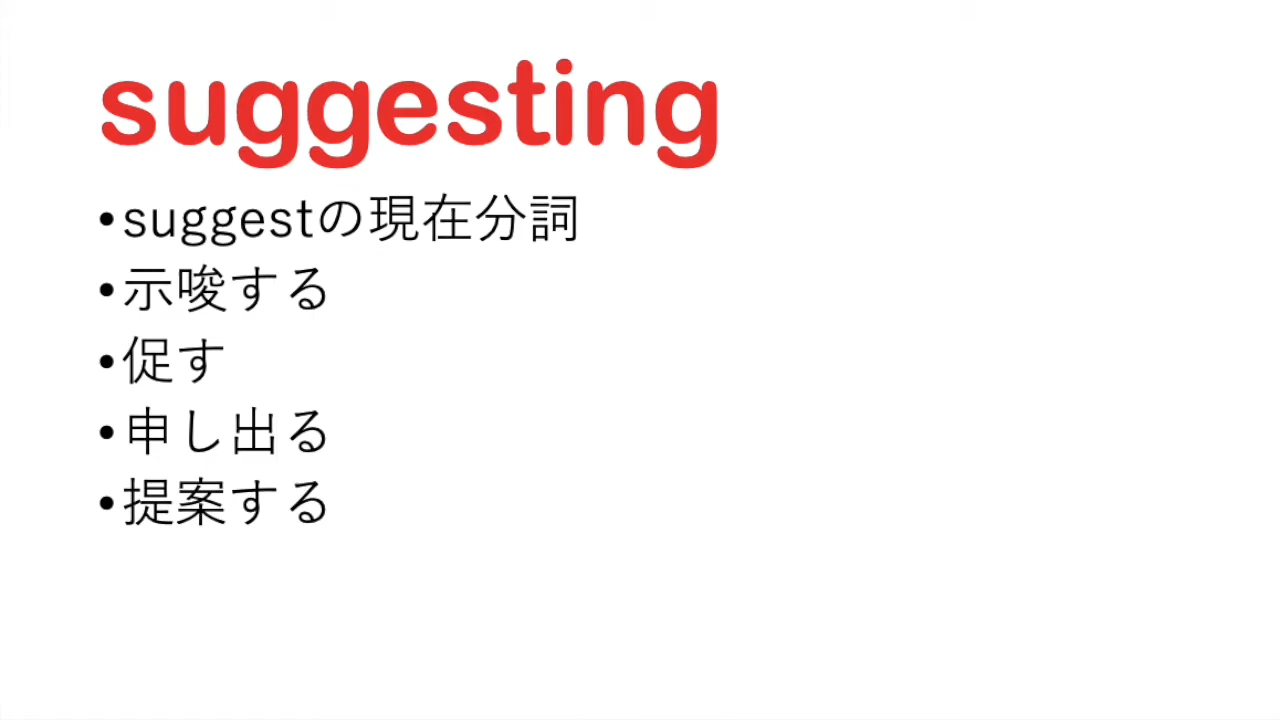 suggesting
•suggestの現在分詞
•示唆する
•促す
•申し出る
•提案する